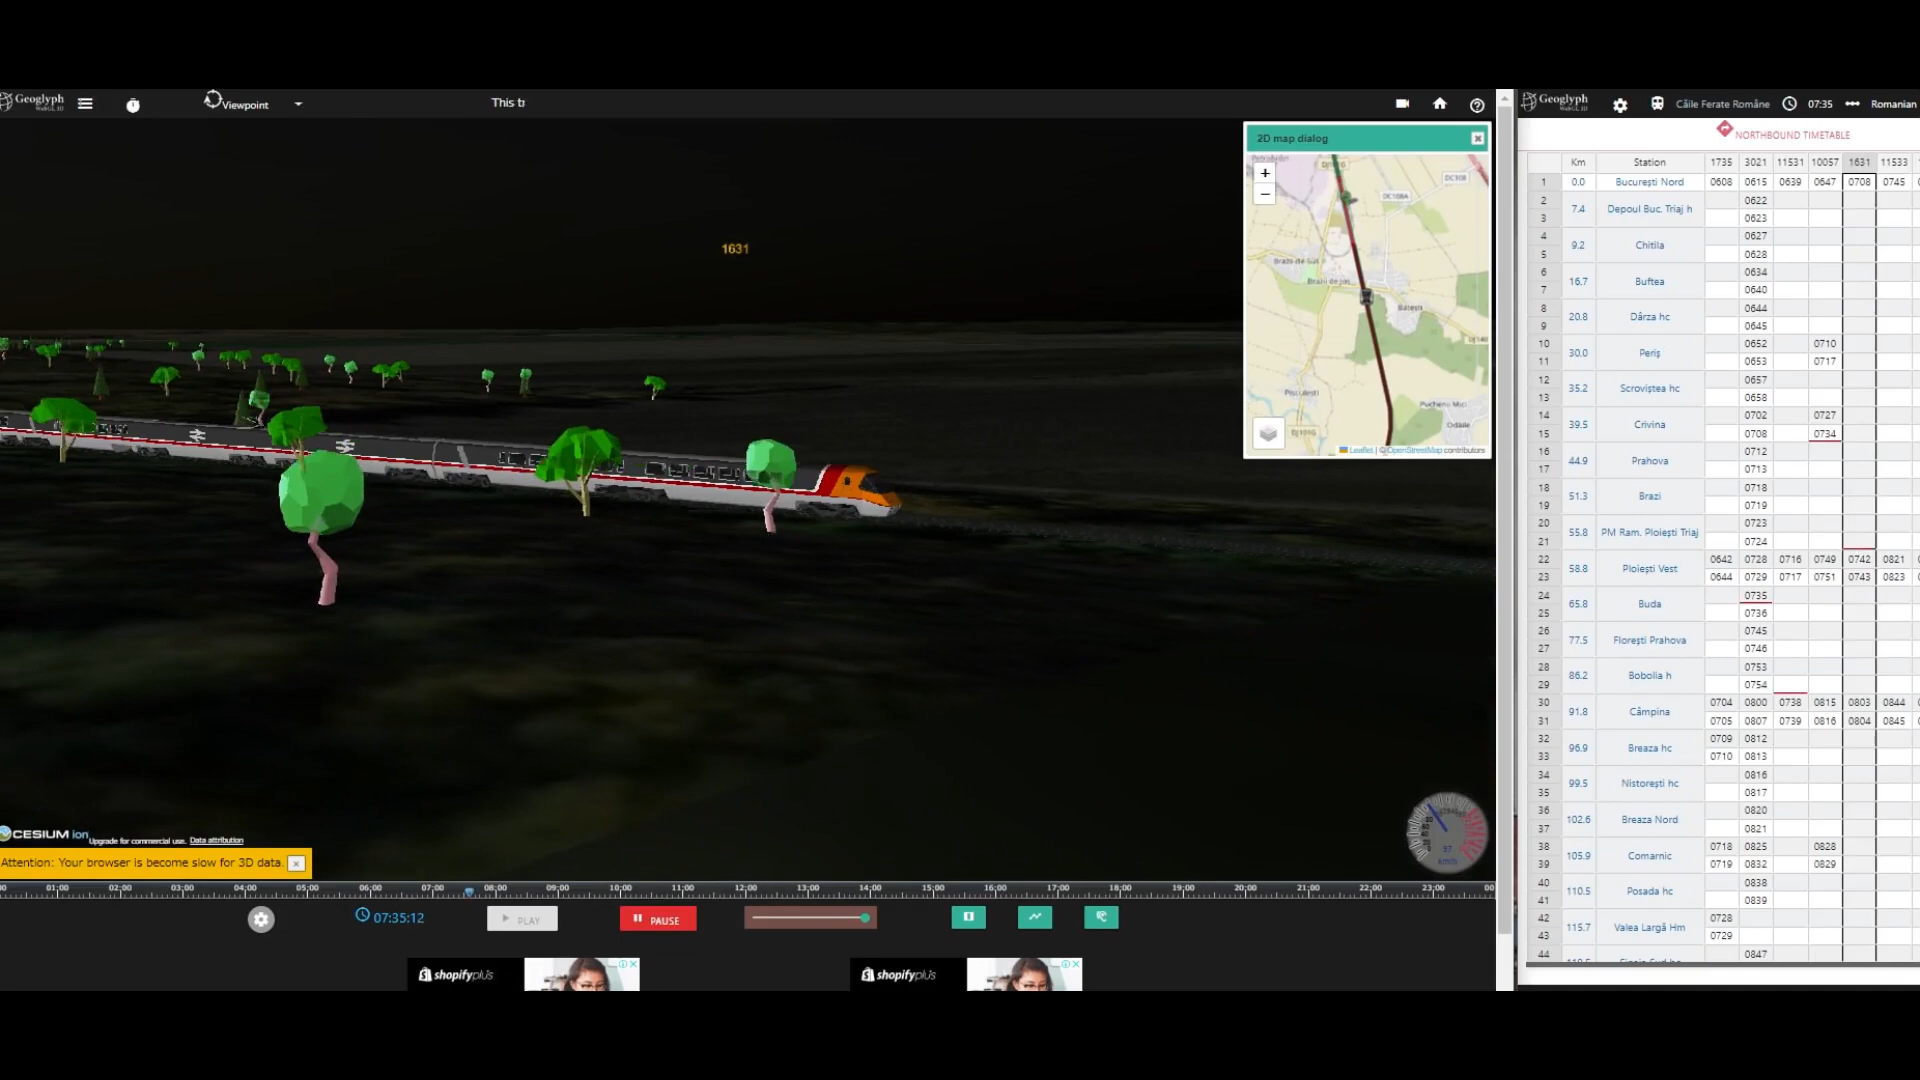 Geoglyph
Viewpoint
This tr
1631
2D map dialog
+
−
DC108A
Brazii de Jos
Bătești
Pisculești
Leaflet | © OpenStreetMap contributors
CESIUM ion
Upgrade for commercial use. Data attribution
Attention: Your browser is become slow for 3D data.
01:00 02:00 03:00 04:00 05:00 06:00 07:00 08:00 09:00 10:00 11:00 12:00 13:00 14:00 15:00 16:00 17:00 18:00 19:00 20:00 21:00 22:00 23:00 00
07:35:12
PLAY
PAUSE
shopifyplus
shopifyplus
Geoglyph
Căile Ferate Române
07:35
Romanian
NORTHBOUND TIMETABLE
Km Station 1735 3021 11531 10057 1631 11533
1 0.0 București Nord 0608 0615 0639 0647 0708 0745
2 0622
7.4 Depoul Buc. Triaj h
3 0623
4 0627
9.2 Chitila
5 0628
6 0634
16.7 Buftea
7 0640
8 0644
20.8 Dârza hc
9 0645
10 0652 0710
30.0 Periș
11 0653 0717
12 0657
35.2 Scroviștea hc
13 0658
14 0702 0727
39.5 Crivina
15 0708 0734
16 0712
44.9 Prahova
17 0713
18 0718
51.3 Brazi
19 0719
20 0723
55.8 PM Ram. Ploiești Triaj
21 0724
22 0642 0728 0716 0749 0742 0821
58.8 Ploiești Vest
23 0644 0729 0717 0751 0743 0823
24 0735
65.8 Buda
25 0736
26 0745
77.5 Florești Prahova
27 0746
28 0753
86.2 Bobolia h
29 0754
30 0704 0800 0738 0815 0803 0844
91.8 Câmpina
31 0705 0807 0739 0816 0804 0845
32 0709 0812
96.9 Breaza hc
33 0710 0813
34 0816
99.5 Nistorești hc
35 0817
36 0820
102.6 Breaza Nord
37 0821
38 0718 0825 0828
105.9 Comarnic
39 0719 0832 0829
40 0838
110.5 Posada hc
41 0839
42 0728
115.7 Valea Largă Hm
43 0729
44 0847